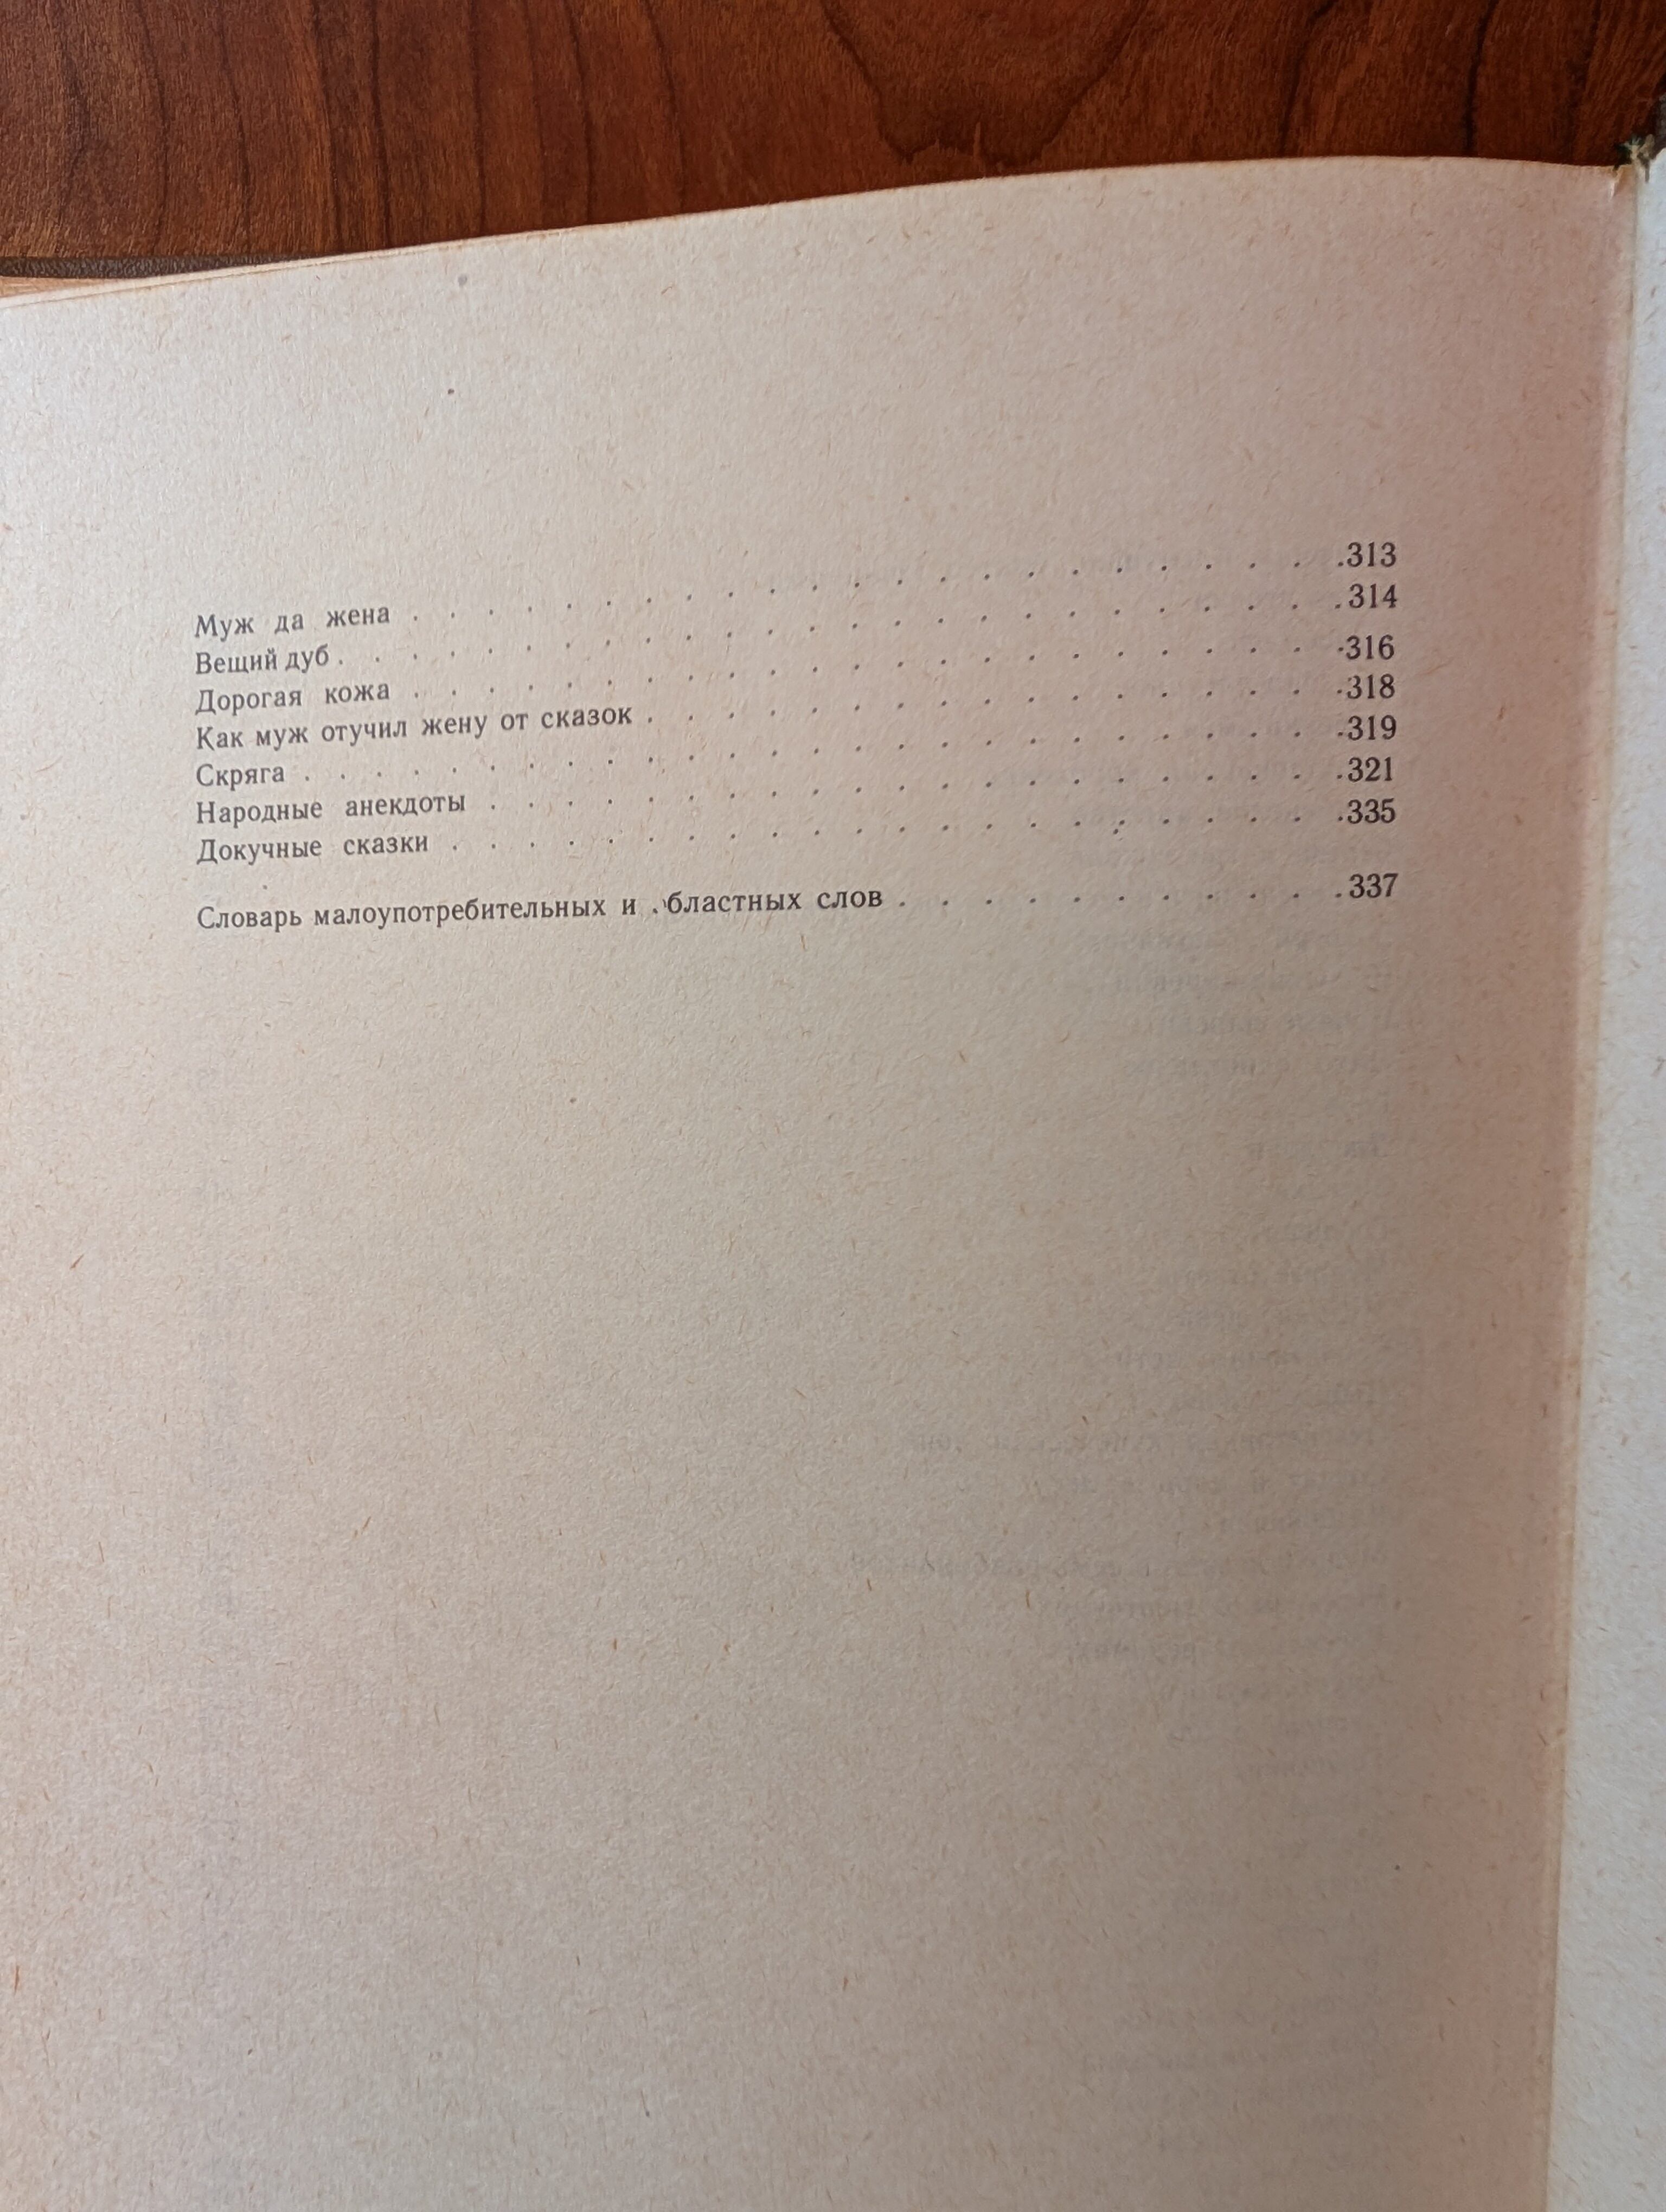 Муж да жена . . . . . . . . . . . . . . . . . . . . . . . .313
Вещий дуб . . . . . . . . . . . . . . . . . . . . . . . . .314
Дорогая кожа . . . . . . . . . . . . . . . . . . . . . . . .316
Как муж отучил жену от сказок . . . . . . . . . . . . . . . . .318
Скряга . . . . . . . . . . . . . . . . . . . . . . . . . . .319
Народные анекдоты . . . . . . . . . . . . . . . . . . . . . .321
Докучные сказки . . . . . . . . . . . . . . . . . . . . . . .335
Словарь малоупотребительных и .бластных слов . . . . . . . . . . .337